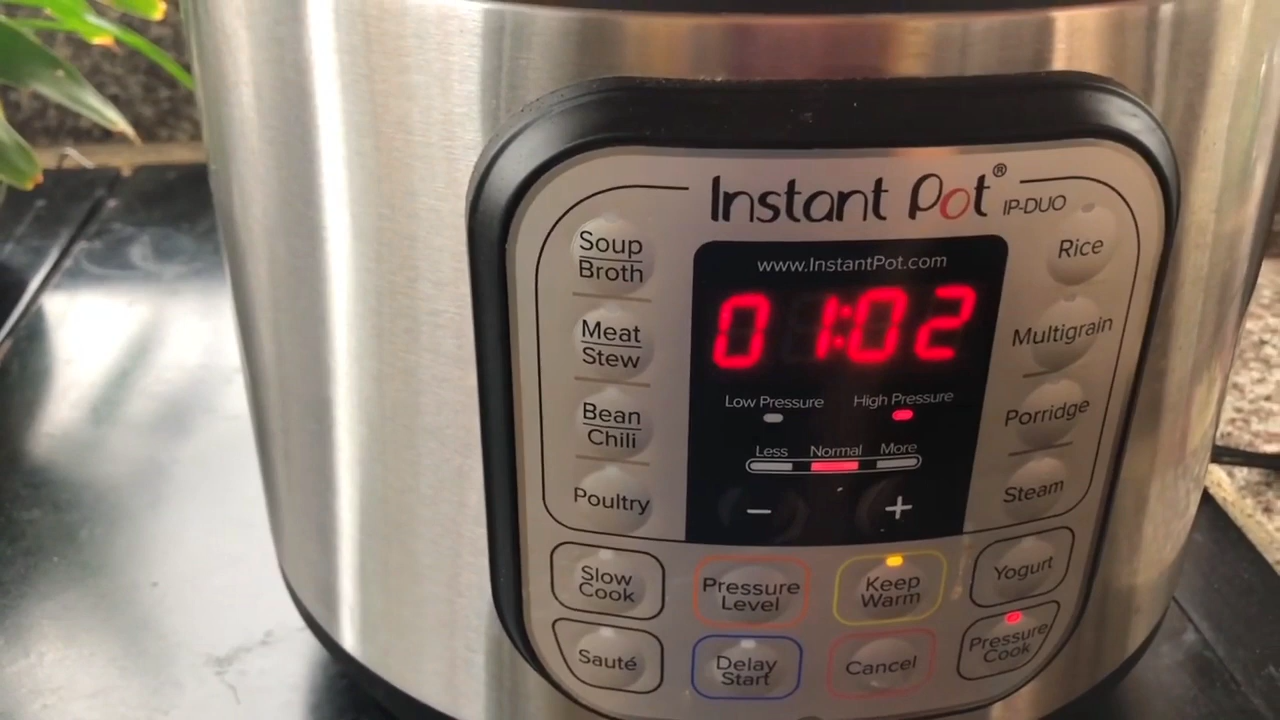 Instant Pot® IP-DUO
www.InstantPot.com
01:02
Low Pressure High Pressure
Less Normal More
− +
Soup
Broth
Meat
Stew
Bean
Chili
Poultry
Rice
Multigrain
Porridge
Steam
Slow
Cook
Pressure
Level
Keep
Warm
Yogurt
Sauté
Delay
Start
Cancel
Pressure
Cook